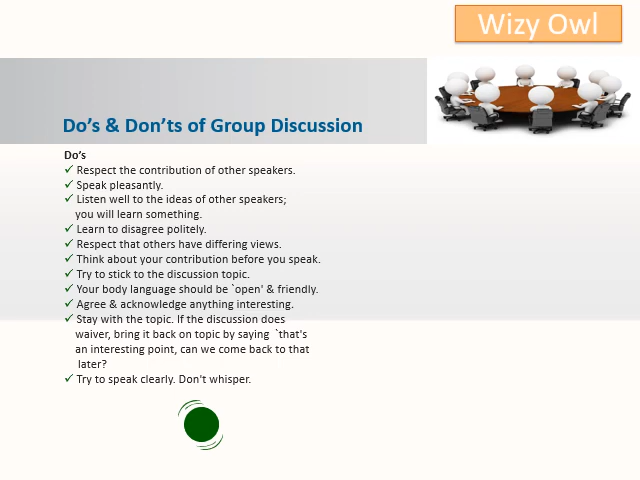 Wizy Owl
Do's & Don'ts of Group Discussion
Do's
✓ Respect the contribution of other speakers.
✓ Speak pleasantly.
✓ Listen well to the ideas of other speakers;
you will learn something.
✓ Learn to disagree politely.
✓ Respect that others have differing views.
✓ Think about your contribution before you speak.
✓ Try to stick to the discussion topic.
✓ Your body language should be `open' & friendly.
✓ Agree & acknowledge anything interesting.
✓ Stay with the topic. If the discussion does
waiver, bring it back on topic by saying `that's
an interesting point, can we come back to that
later?
✓ Try to speak clearly. Don't whisper.